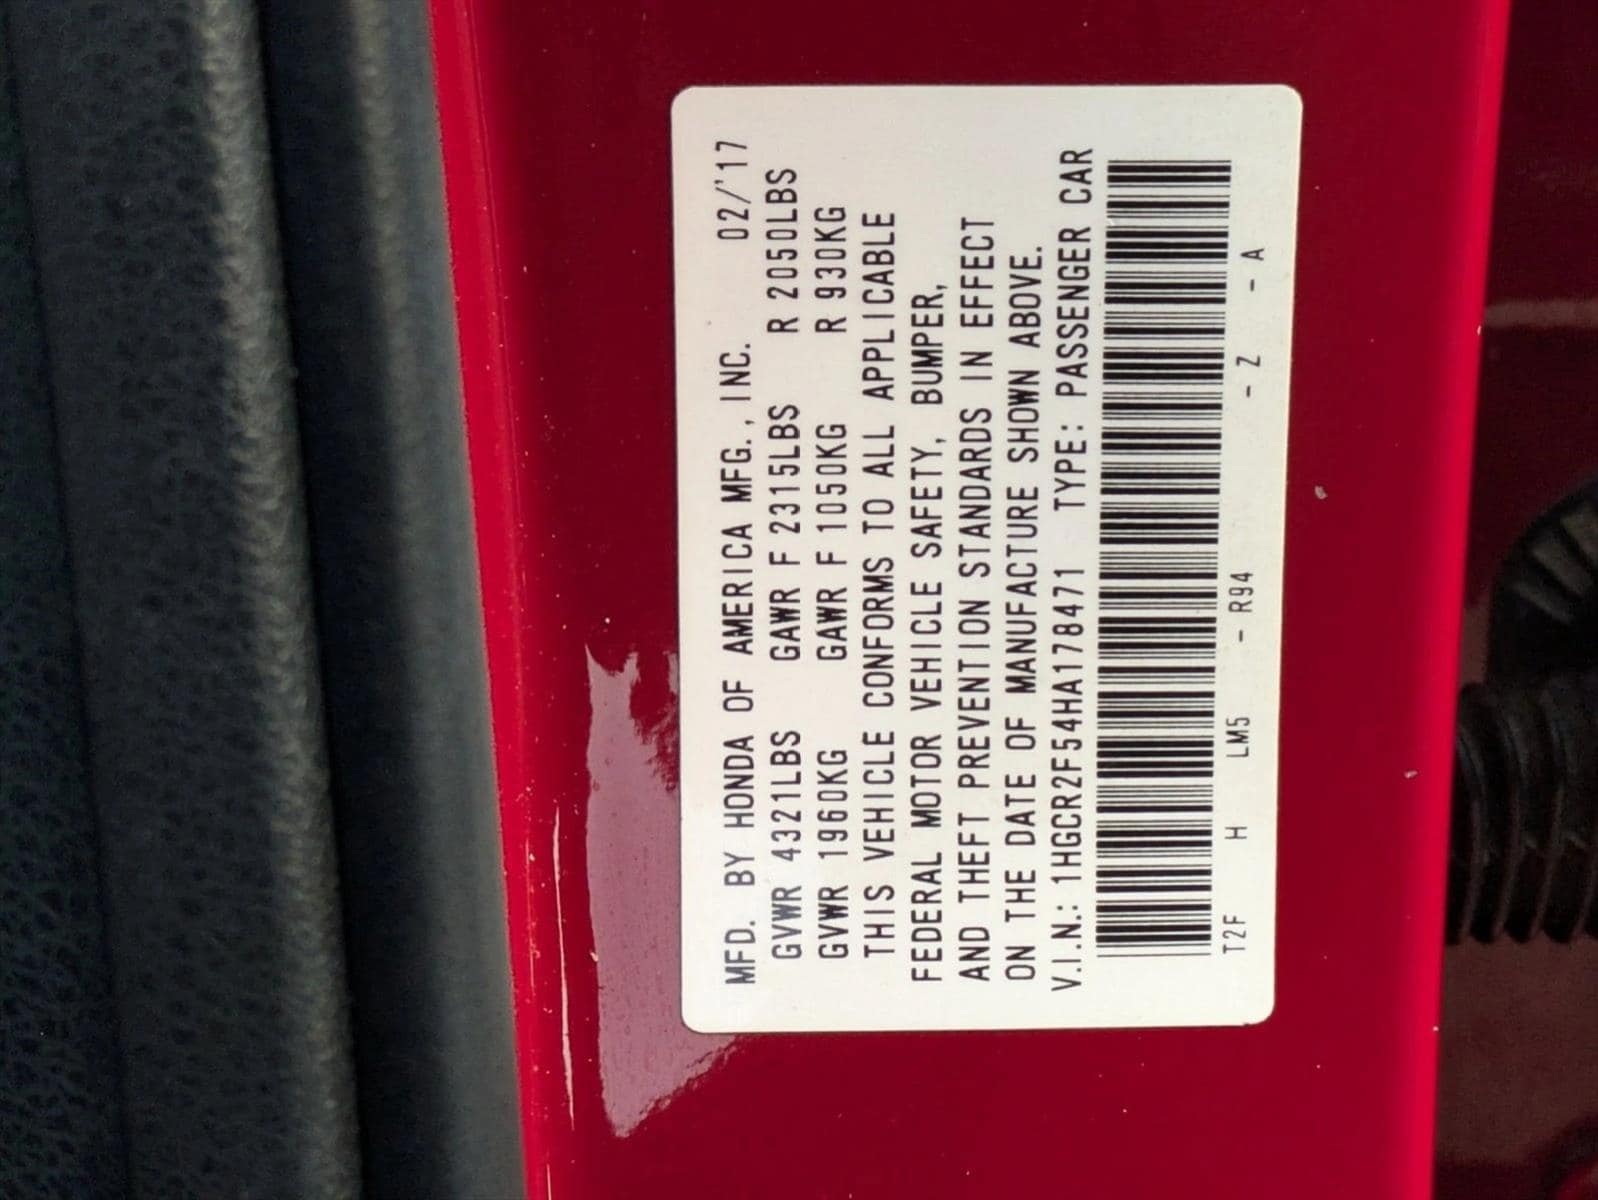 MFD. BY HONDA OF AMERICA MFG., INC. 02/'17
GVWR 4321LBS GAWR F 2315LBS R 2050LBS
GVWR 1960KG GAWR F 1050KG R 930KG
THIS VEHICLE CONFORMS TO ALL APPLICABLE
FEDERAL MOTOR VEHICLE SAFETY, BUMPER,
AND THEFT PREVENTION STANDARDS IN EFFECT
ON THE DATE OF MANUFACTURE SHOWN ABOVE.
V.I.N.: 1HGCR2F54HA178471 TYPE: PASSENGER CAR
T2F H LM5 - R94 - Z - A